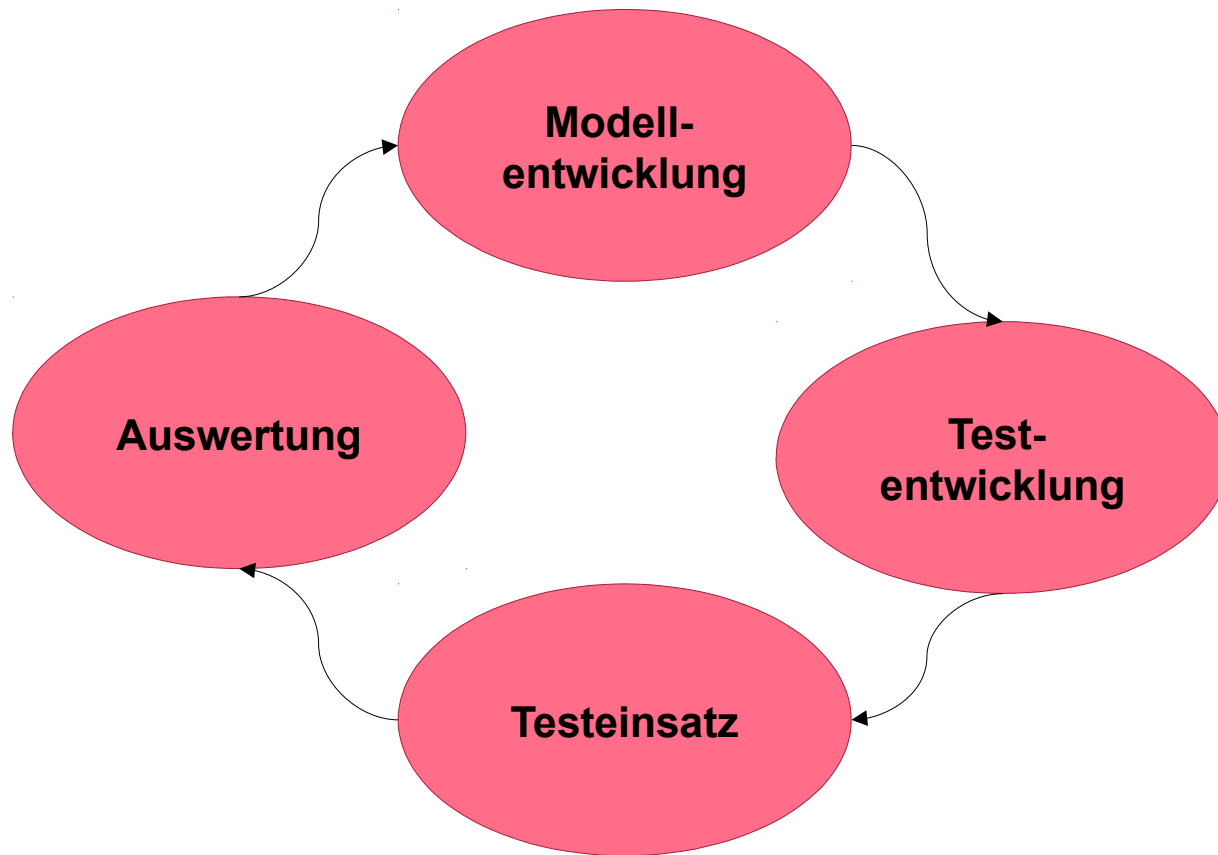 Modell-
entwicklung
Auswertung
Test-
entwicklung
Testeinsatz